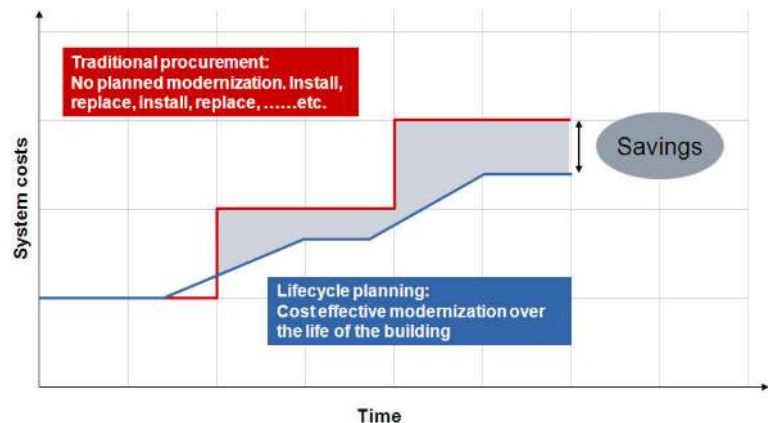 Traditional procurement:
No planned modernization. Install,
replace, install, replace, ……etc.
Savings
System costs
Lifecycle planning:
Cost effective modernization over
the life of the building
Time